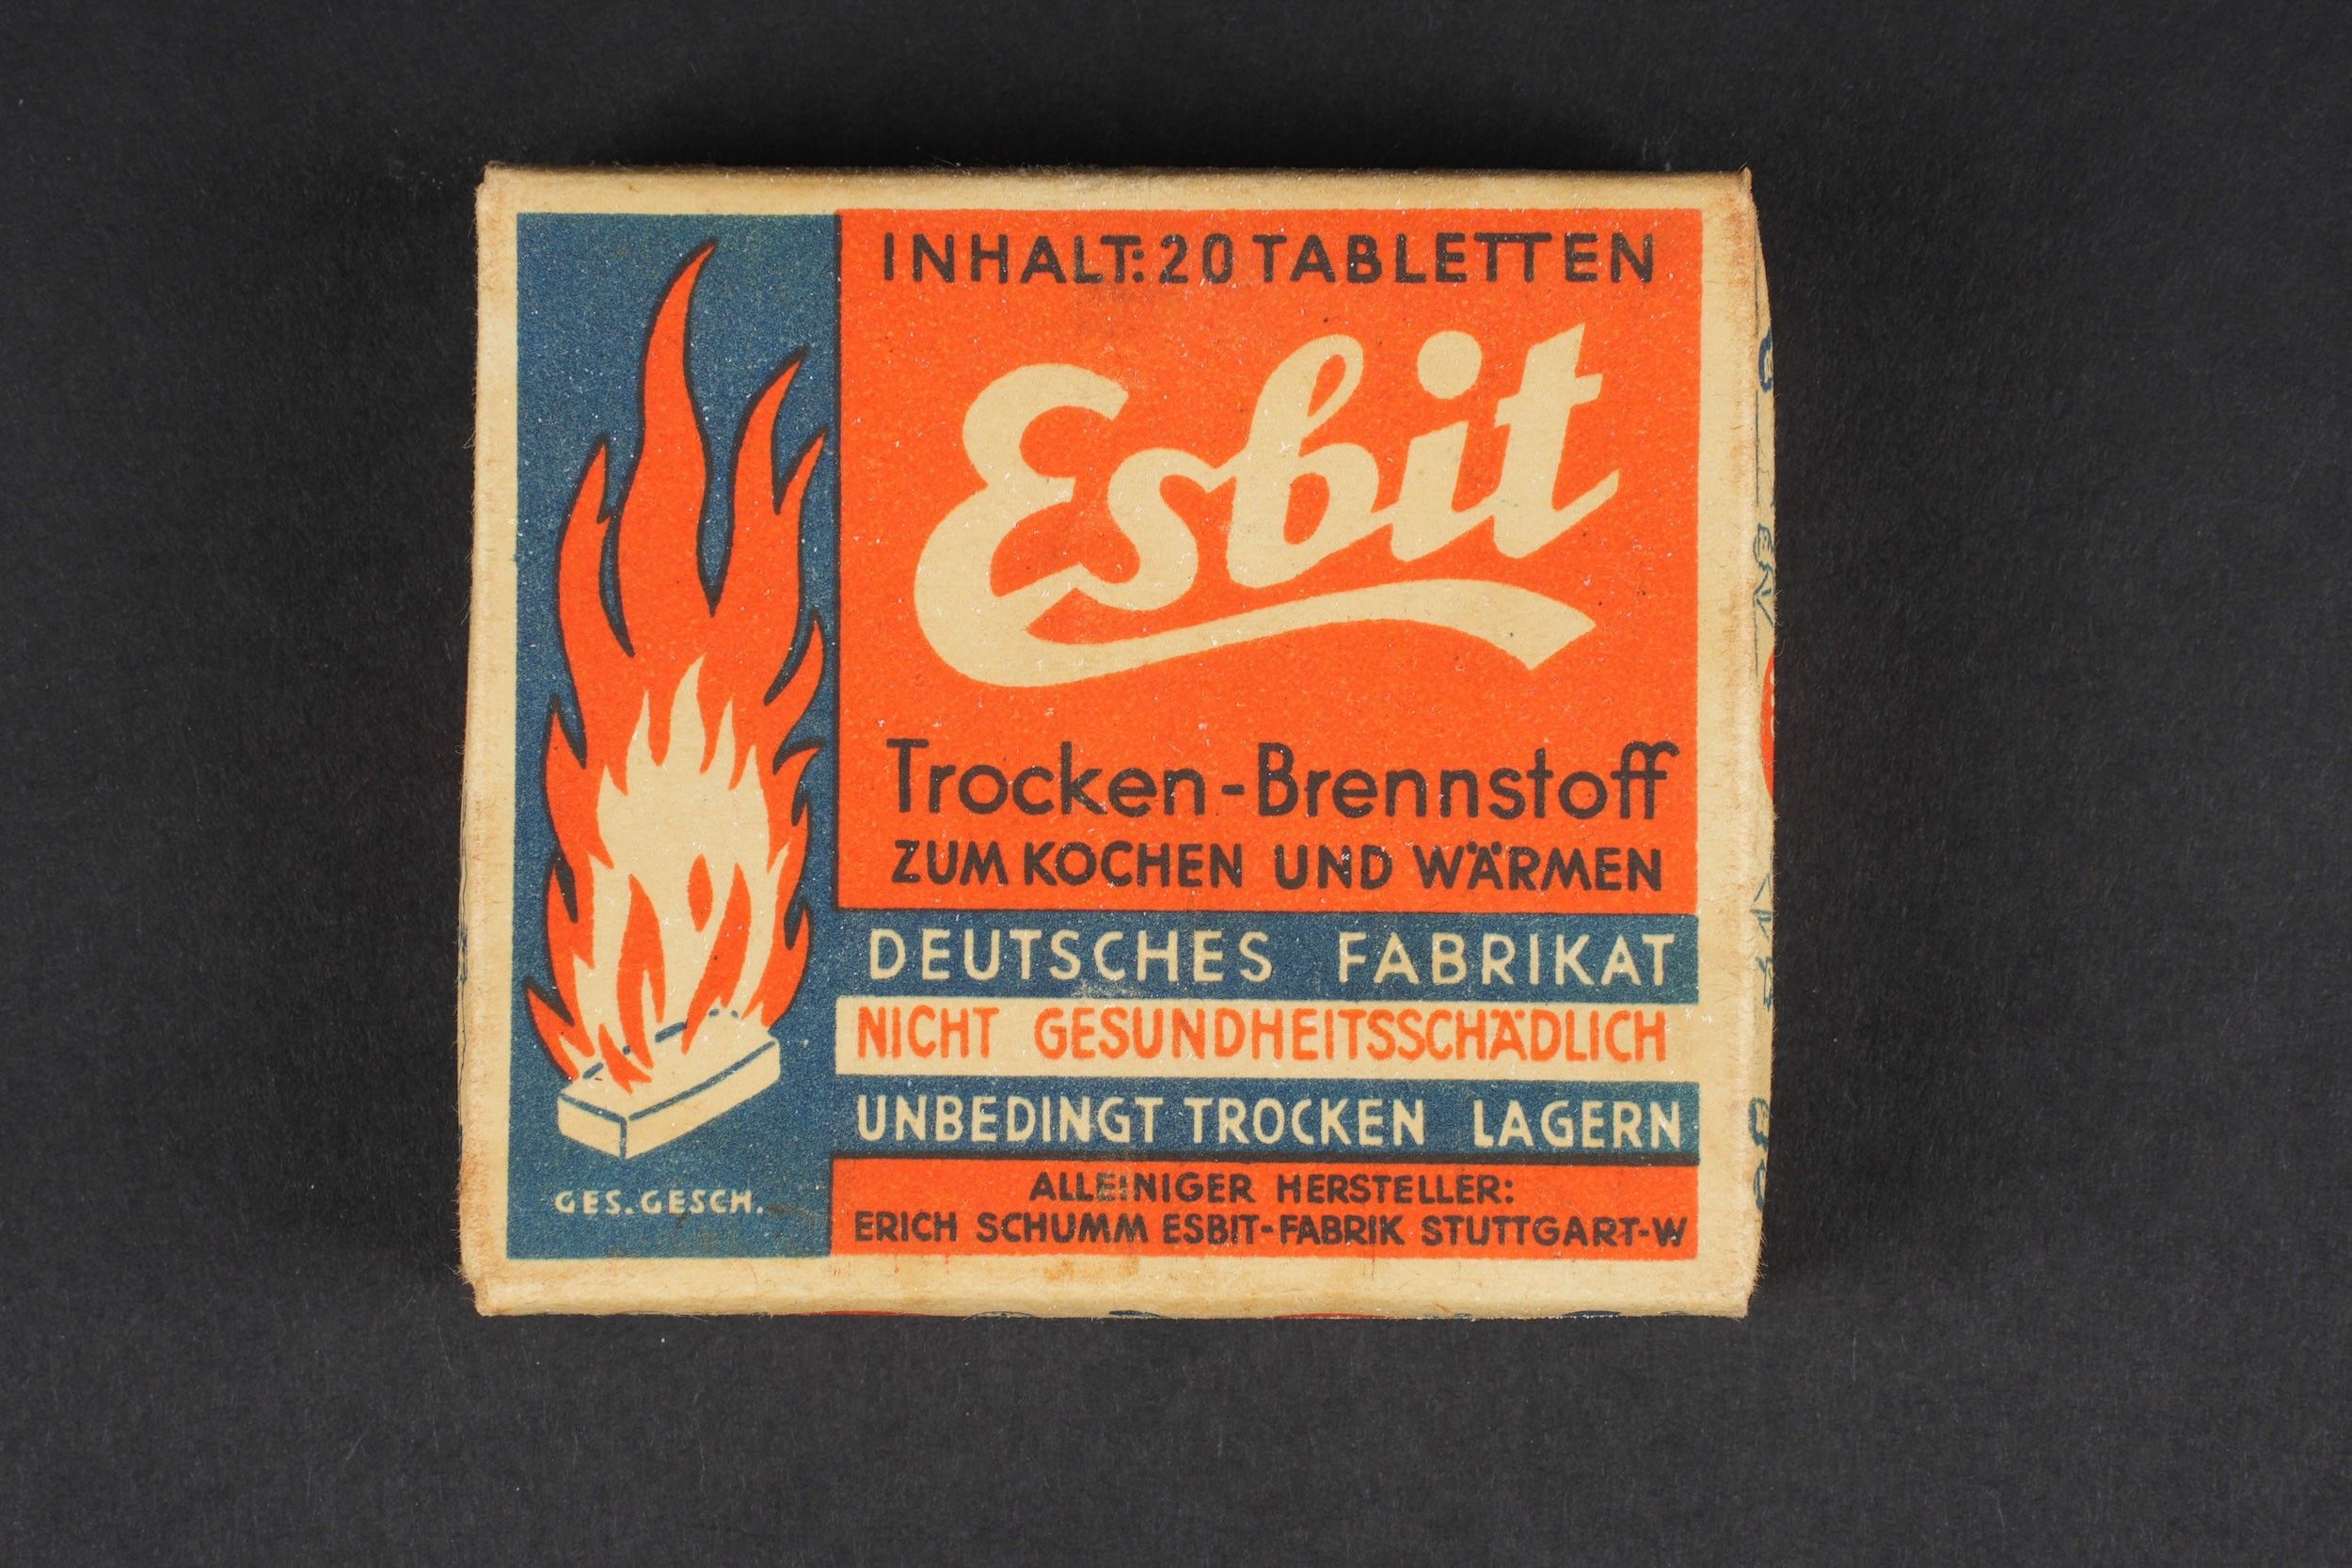 INHALT: 20 TABLETTEN
Esbit
Trocken-Brennstoff
ZUM KOCHEN UND WÄRMEN
DEUTSCHES FABRIKAT
NICHT GESUNDHEITSSCHÄDLICH
UNBEDINGT TROCKEN LAGERN
ALLEINIGER HERSTELLER:
ERICH SCHUMM ESBIT-FABRIK STUTTGART-W
GES. GESCH.